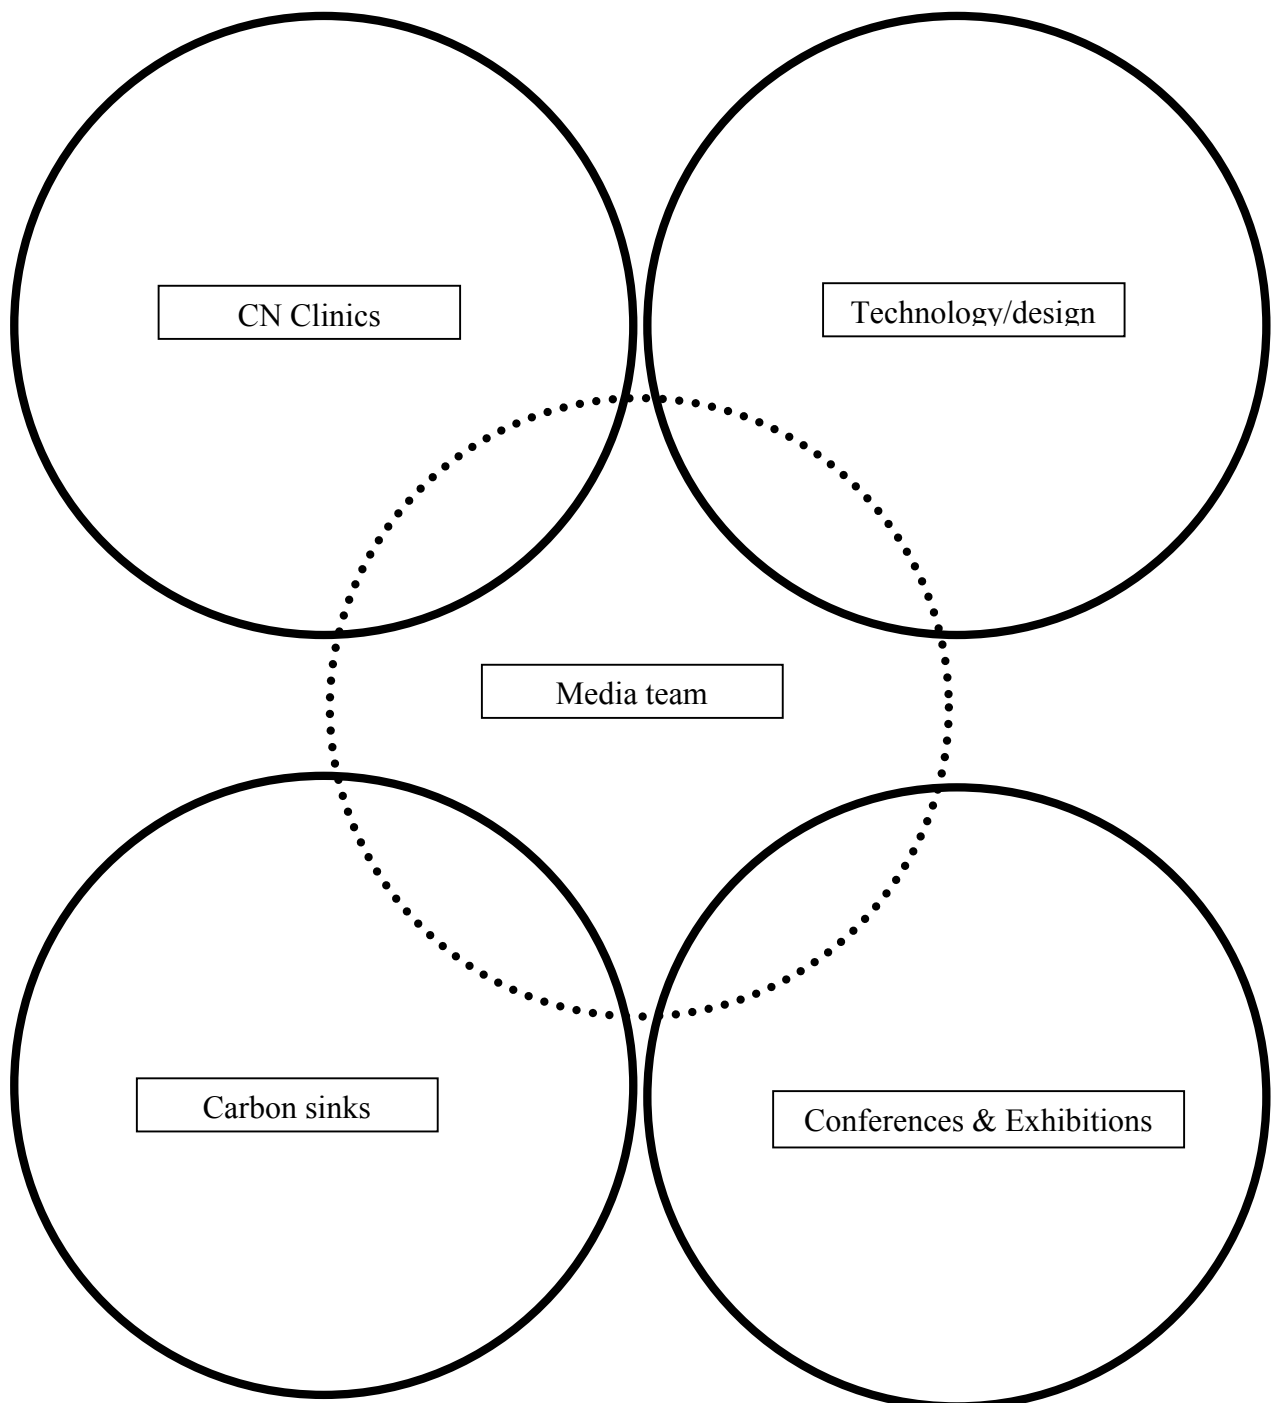 CN Clinics
Technology/design
Media team
Carbon sinks
Conferences & Exhibitions